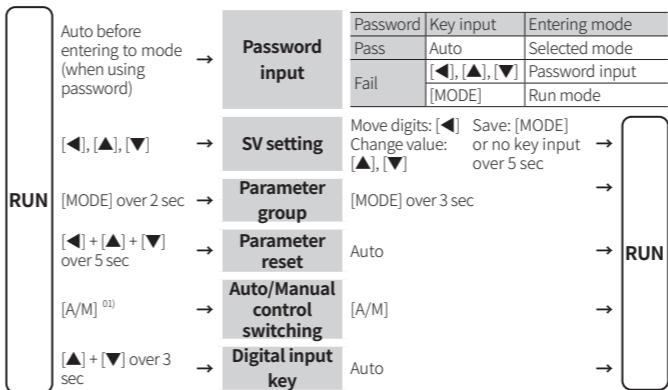 Auto before
entering to mode
(when using
password)
→
Password
input
Password Key input Entering mode
Pass Auto Selected mode
Fail [◀], [▲], [▼] Password input
[MODE] Run mode
RUN
[◀], [▲], [▼]
→
SV setting
Move digits: [◀]
Change value:
[▲], [▼]
Save: [MODE]
or no key input
over 5 sec
→
[MODE] over 2 sec
→
Parameter
group
[MODE] over 3 sec
→
[◀] + [▲] + [▼]
over 5 sec
→
Parameter
reset
Auto
→
RUN
[A/M] 01)
→
Auto/Manual
control
switching
[A/M]
→
[▲] + [▼] over 3
sec
→
Digital input
key
Auto
→